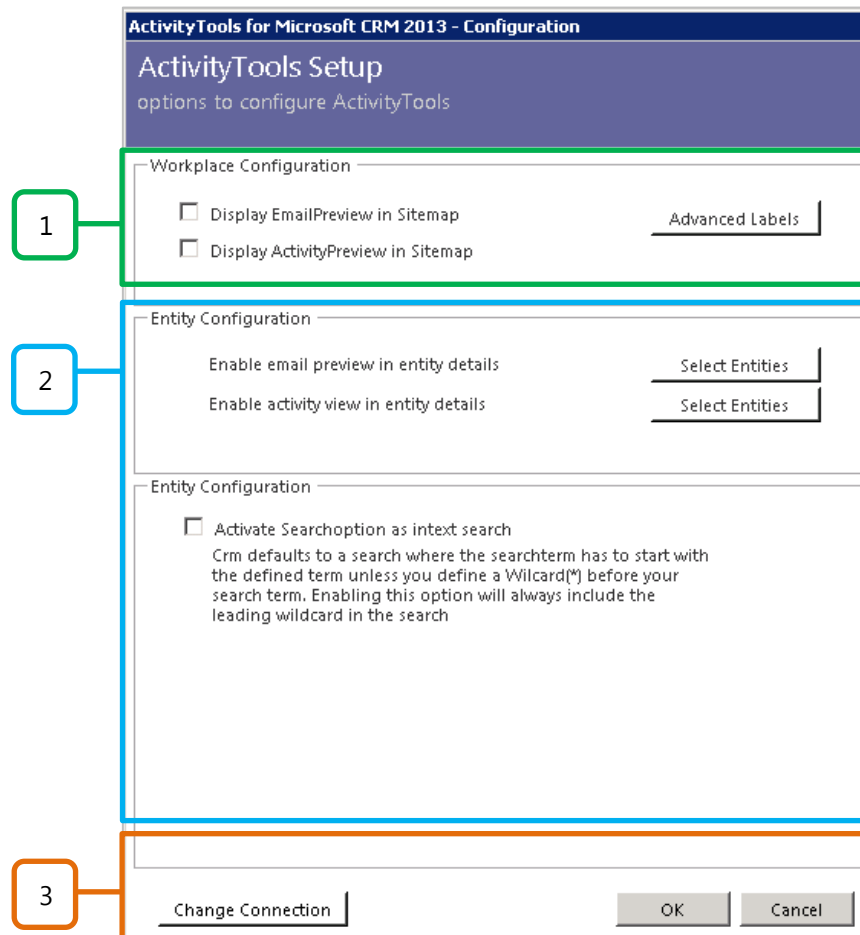 ActivityTools for Microsoft CRM 2013 - Configuration
ActivityTools Setup
options to configure ActivityTools
Workplace Configuration
1
Display EmailPreview in Sitemap
Advanced Labels
Display ActivityPreview in Sitemap
Entity Configuration
2
Enable email preview in entity details
Select Entities
Enable activity view in entity details
Select Entities
Entity Configuration
Activate Searchoption as intext search
Crm defaults to a search where the searchterm has to start with
the defined term unless you define a Wilcard(*) before your
search term. Enabling this option will always include the
leading wildcard in the search
3
Change Connection
OK
Cancel